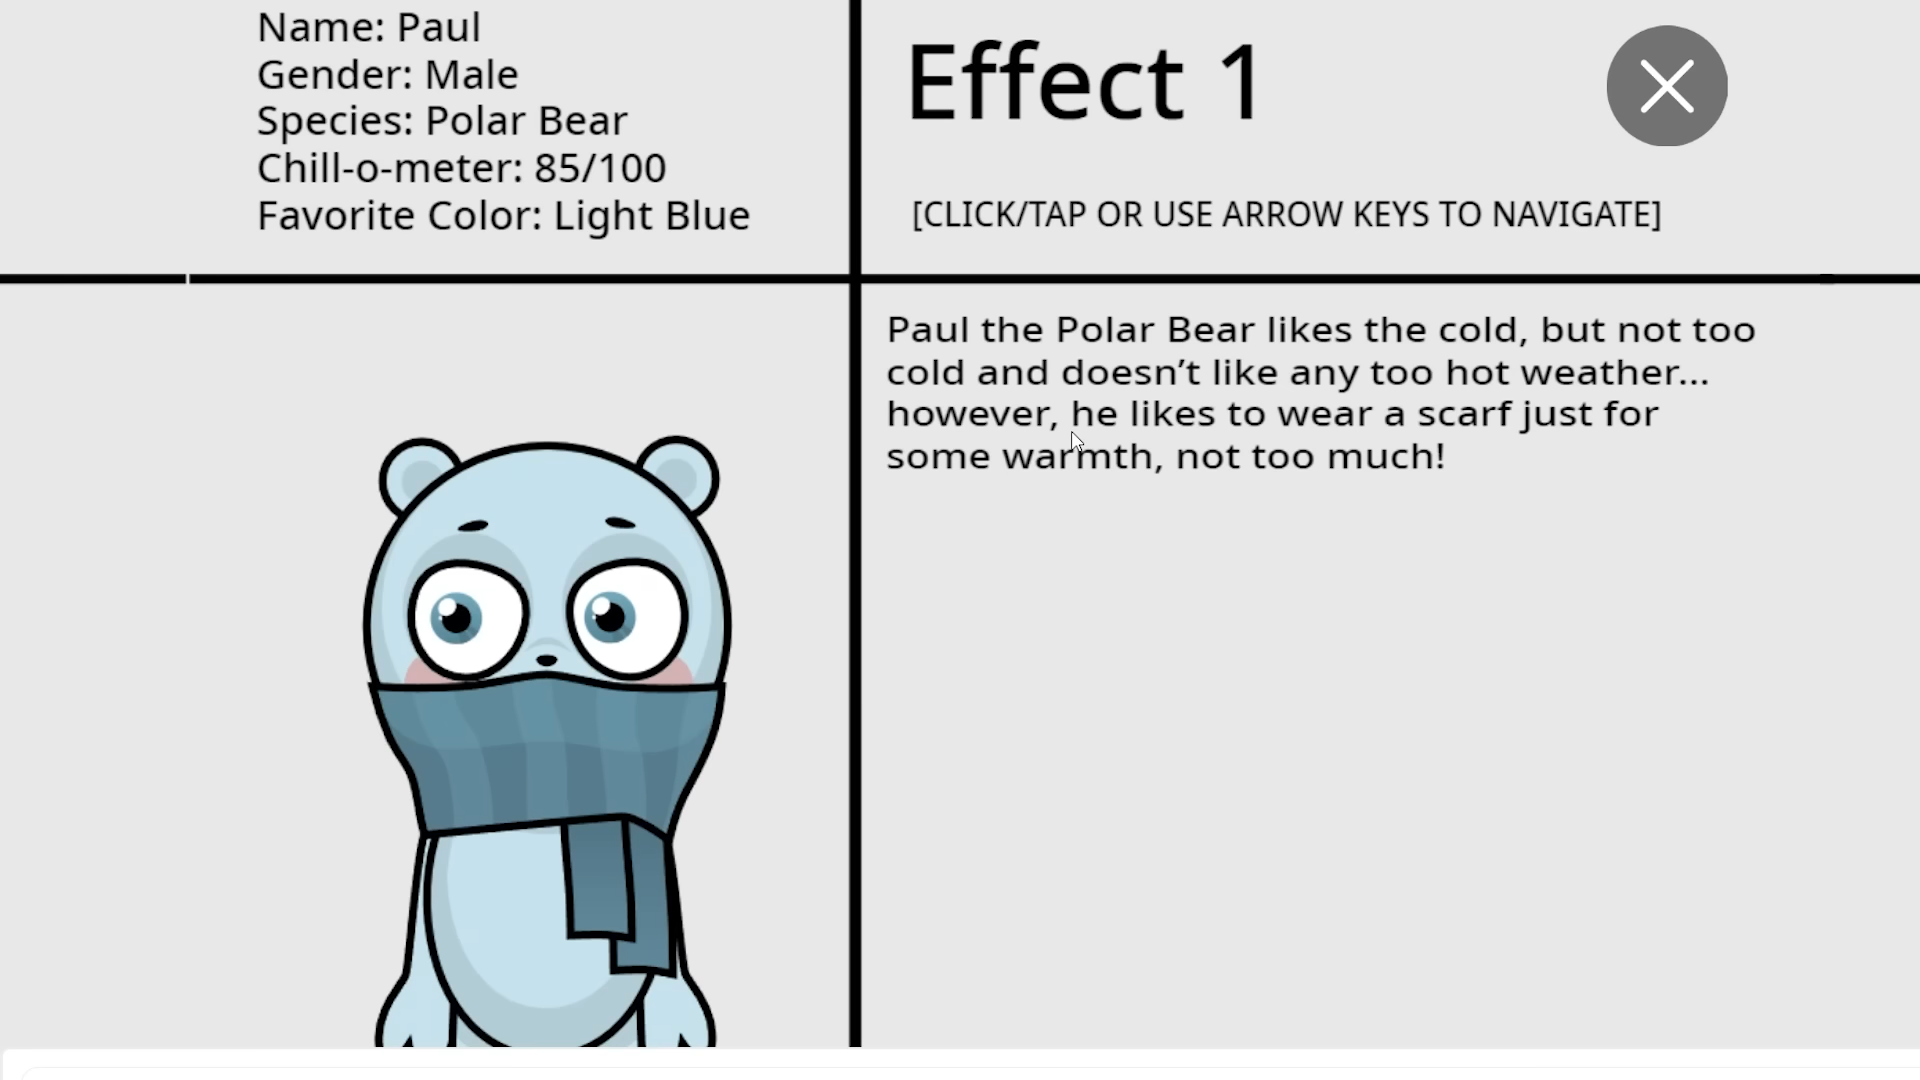 Name: Paul
Gender: Male
Species: Polar Bear
Chill-o-meter: 85/100
Favorite Color: Light Blue
Effect 1
[CLICK/TAP OR USE ARROW KEYS TO NAVIGATE]
Paul the Polar Bear likes the cold, but not too
cold and doesn’t like any too hot weather...
however, he likes to wear a scarf just for
some warmth, not too much!